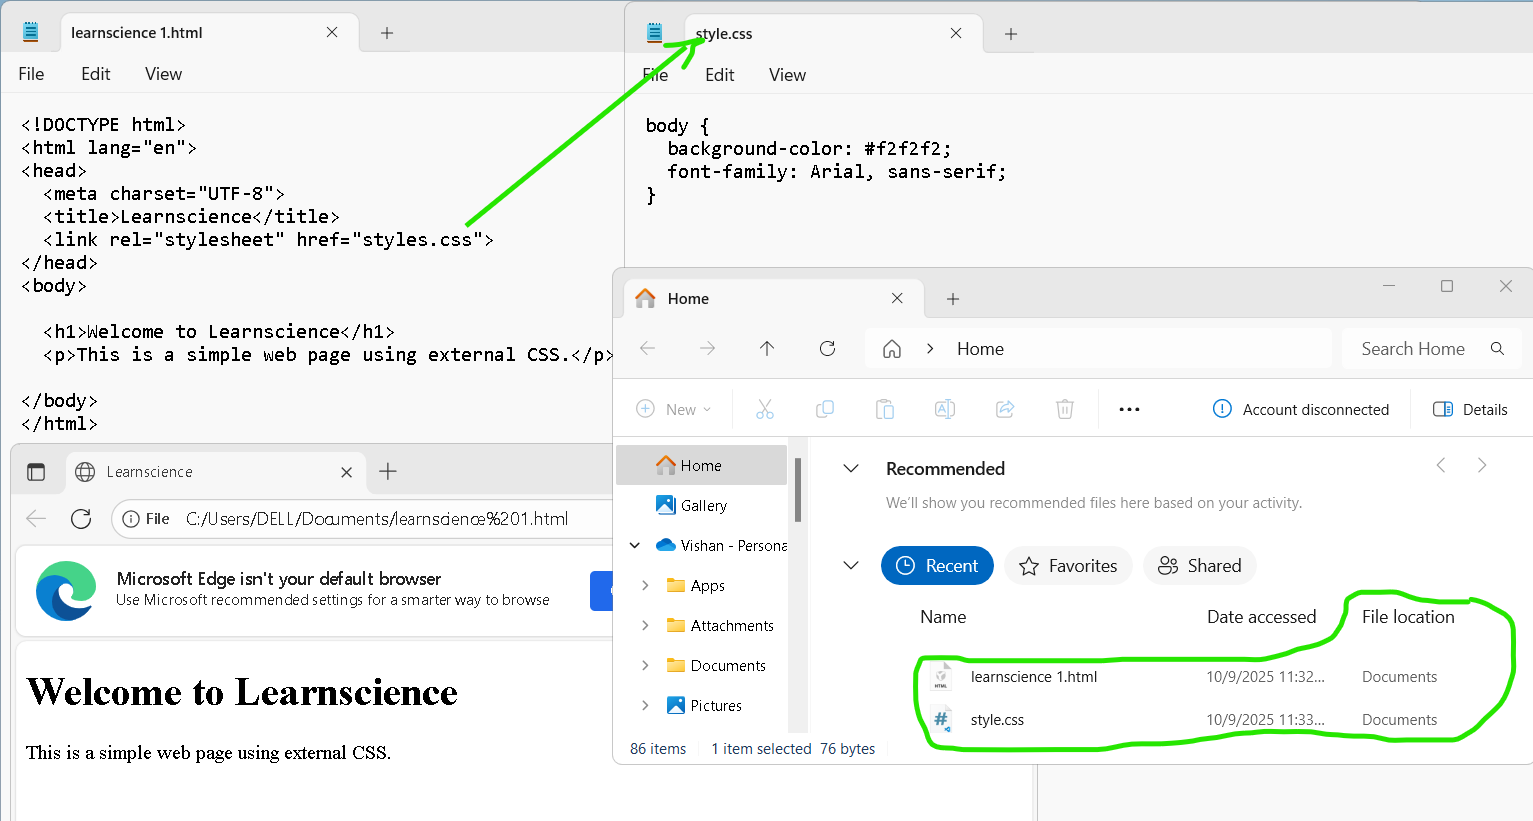 learnscience 1.html
File Edit View
<!DOCTYPE html>
<html lang="en">
<head>
  <meta charset="UTF-8">
  <title>Learnscience</title>
  <link rel="stylesheet" href="styles.css">
</head>
<body>
  <h1>Welcome to Learnscience</h1>
  <p>This is a simple web page using external CSS.</p>
</body>
</html>
style.css
File Edit View
body {
  background-color: #f2f2f2;
  font-family: Arial, sans-serif;
}
Home
Home
Search Home
New
Account disconnected
Details
Home
Gallery
Vishan - Persona
Apps
Attachments
Documents
Pictures
Recommended
We'll show you recommended files here based on your activity.
Recent Favorites Shared
Name Date accessed File location
HTML learnscience 1.html 10/9/2025 11:32... Documents
# style.css 10/9/2025 11:33... Documents
86 items 1 item selected 76 bytes
Learnscience
File C:/Users/DELL/Documents/learnscience%201.html
Microsoft Edge isn't your default browser
Use Microsoft recommended settings for a smarter way to browse
Welcome to Learnscience
This is a simple web page using external CSS.